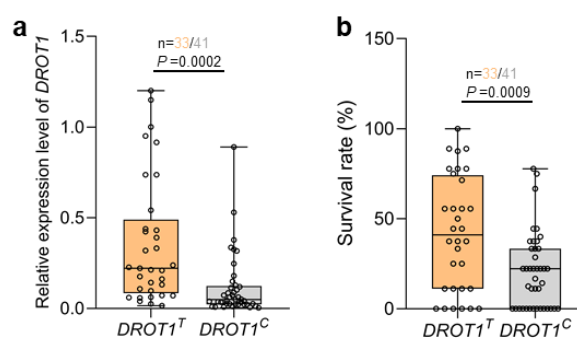 a
Relative expression level of DROT1
1.5
1.0
0.5
0.0
n=33/41
P =0.0002
DROT1T
DROT1C
b
Survival rate (%)
150
100
50
0
n=33/41
P =0.0009
DROT1T
DROT1C